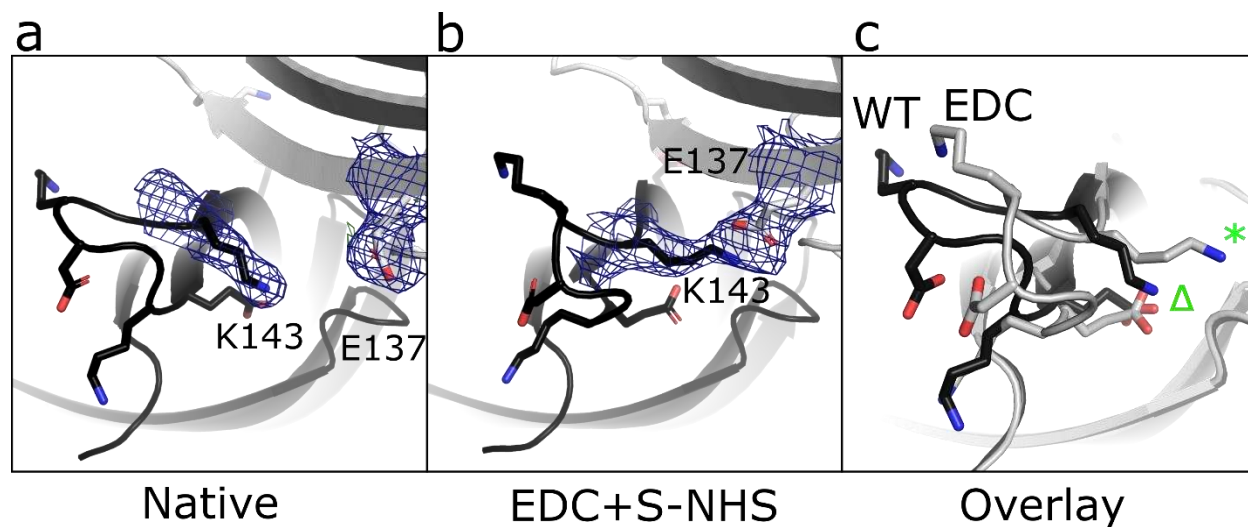 a
b
c
WT
EDC
E137
*
K143
K143
Δ
E137
Native
EDC+S-NHS
Overlay